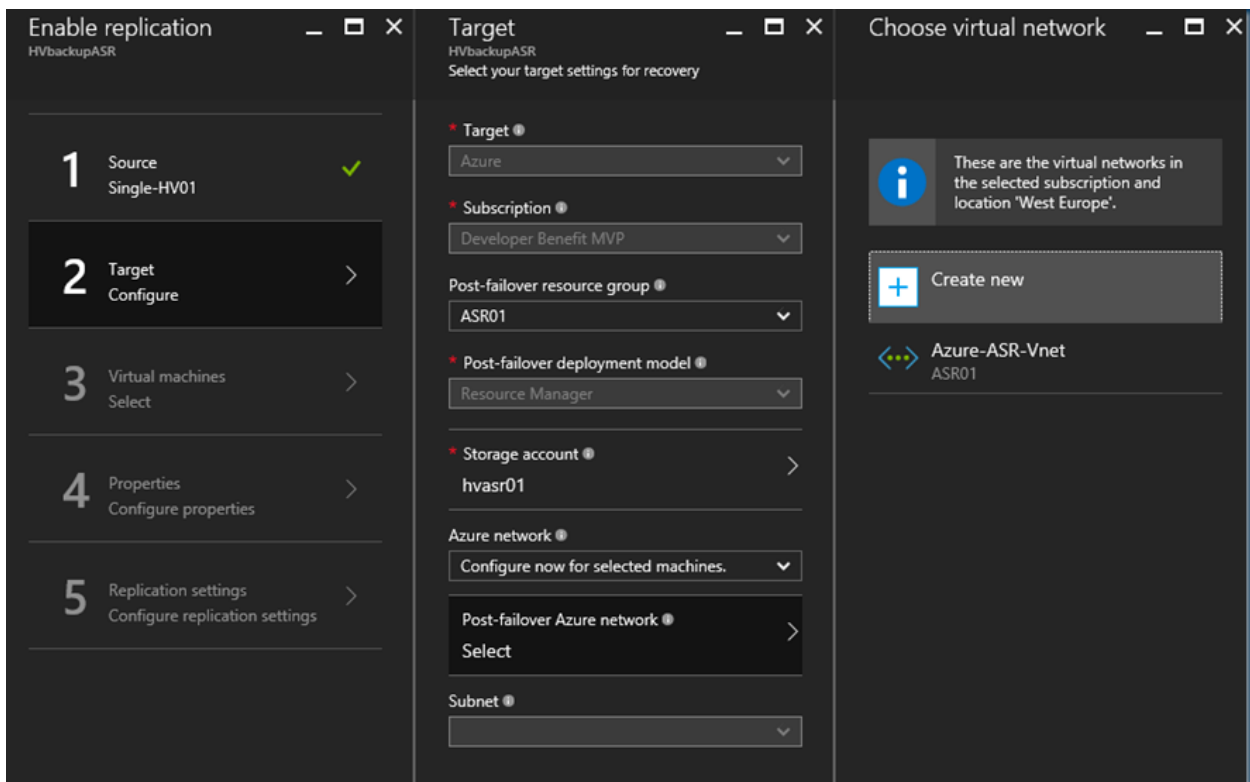 Enable replication
HVbackupASR
1
Source
Single-HV01
2
Target
Configure
3
Virtual machines
Select
4
Properties
Configure properties
5
Replication settings
Configure replication settings
Target
HVbackupASR
Select your target settings for recovery
* Target
Azure
* Subscription
Developer Benefit MVP
Post-failover resource group
ASR01
* Post-failover deployment model
Resource Manager
* Storage account
hvasr01
Azure network
Configure now for selected machines.
Post-failover Azure network
Select
Subnet
Choose virtual network
These are the virtual networks in
the selected subscription and
location 'West Europe'.
Create new
Azure-ASR-Vnet
ASR01